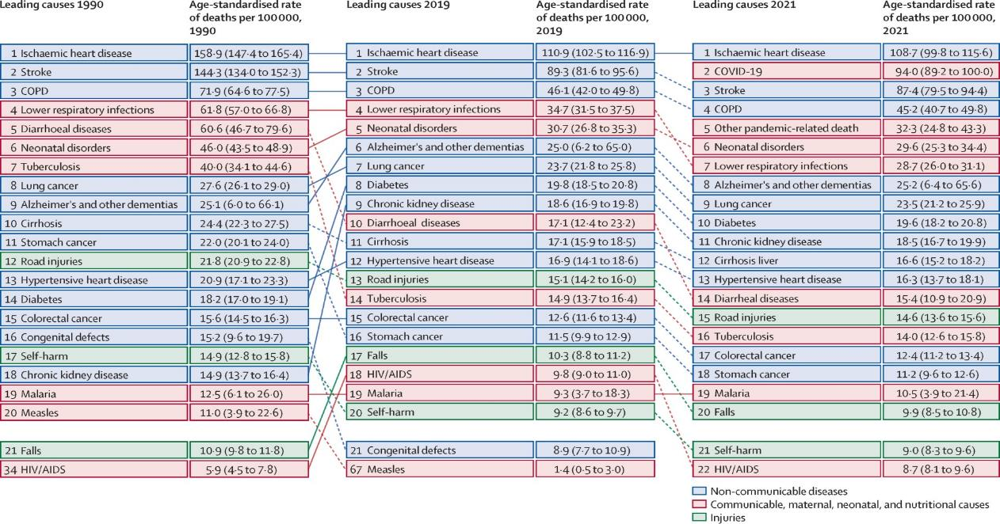 Leading causes 1990
Age-standardised rate
of deaths per 100 000,
1990
1 Ischaemic heart disease 158·9 (147·4 to 165·4)
2 Stroke 144·3 (134·0 to 152·3)
3 COPD 71·9 (64·6 to 77·5)
4 Lower respiratory infections 61·8 (57·0 to 66·8)
5 Diarrhoeal diseases 60·6 (46·7 to 79·6)
6 Neonatal disorders 46·0 (43·5 to 48·9)
7 Tuberculosis 40·0 (34·1 to 44·6)
8 Lung cancer 27·6 (26·1 to 29·0)
9 Alzheimer's and other dementias 25·1 (6·0 to 66·1)
10 Cirrhosis 24·4 (22·3 to 27·5)
11 Stomach cancer 22·0 (20·1 to 24·0)
12 Road injuries 21·8 (20·9 to 22·8)
13 Hypertensive heart disease 20·9 (17·1 to 23·3)
14 Diabetes 18·2 (17·0 to 19·1)
15 Colorectal cancer 15·6 (14·5 to 16·3)
16 Congenital defects 15·2 (9·6 to 19·7)
17 Self-harm 14·9 (12·8 to 15·8)
18 Chronic kidney disease 14·9 (13·7 to 16·4)
19 Malaria 12·5 (6·1 to 26·0)
20 Measles 11·0 (3·9 to 22·6)
21 Falls 10·9 (9·8 to 11·8)
34 HIV/AIDS 5·9 (4·5 to 7·8)
Leading causes 2019
Age-standardised rate
of deaths per 100 000,
2019
1 Ischaemic heart disease 110·9 (102·5 to 116·9)
2 Stroke 89·3 (81·6 to 95·6)
3 COPD 46·1 (42·0 to 49·8)
4 Lower respiratory infections 34·7 (31·5 to 37·5)
5 Neonatal disorders 30·7 (26·8 to 35·3)
6 Alzheimer's and other dementias 25·0 (6·2 to 65·0)
7 Lung cancer 23·7 (21·8 to 25·8)
8 Diabetes 19·8 (18·5 to 20·8)
9 Chronic kidney disease 18·6 (16·9 to 19·8)
10 Diarrhoeal diseases 17·1 (12·4 to 23·2)
11 Cirrhosis 17·1 (15·9 to 18·5)
12 Hypertensive heart disease 16·9 (14·1 to 18·6)
13 Road injuries 15·1 (14·2 to 16·0)
14 Tuberculosis 14·9 (13·7 to 16·4)
15 Colorectal cancer 12·6 (11·6 to 13·4)
16 Stomach cancer 11·5 (9·9 to 12·9)
17 Falls 10·3 (8·8 to 11·2)
18 HIV/AIDS 9·8 (9·0 to 11·0)
19 Malaria 9·3 (3·7 to 18·3)
20 Self-harm 9·2 (8·6 to 9·7)
21 Congenital defects 8·9 (7·7 to 10·9)
67 Measles 1·4 (0·5 to 3·0)
Leading causes 2021
Age-standardised rate
of deaths per 100 000,
2021
1 Ischaemic heart disease 108·7 (99·8 to 115·6)
2 COVID-19 94·0 (89·2 to 100·0)
3 Stroke 87·4 (79·5 to 94·4)
4 COPD 45·2 (40·7 to 49·8)
5 Other pandemic-related death 32·3 (24·8 to 43·3)
6 Neonatal disorders 29·6 (25·3 to 34·4)
7 Lower respiratory infections 28·7 (26·0 to 31·1)
8 Alzheimer's and other dementias 25·2 (6·4 to 65·6)
9 Lung cancer 23·5 (21·2 to 25·9)
10 Diabetes 19·6 (18·2 to 20·8)
11 Chronic kidney disease 18·5 (16·7 to 19·9)
12 Cirrhosis liver 16·6 (15·2 to 18·2)
13 Hypertensive heart disease 16·3 (13·7 to 18·1)
14 Diarrheal diseases 15·4 (10·9 to 20·9)
15 Road injuries 14·6 (13·6 to 15·6)
16 Tuberculosis 14·0 (12·6 to 15·8)
17 Colorectal cancer 12·4 (11·2 to 13·4)
18 Stomach cancer 11·2 (9·6 to 12·6)
19 Malaria 10·5 (3·9 to 21·4)
20 Falls 9·9 (8·5 to 10·8)
21 Self-harm 9·0 (8·3 to 9·6)
22 HIV/AIDS 8·7 (8·1 to 9·6)
Non-communicable diseases
Communicable, maternal, neonatal, and nutritional causes
Injuries